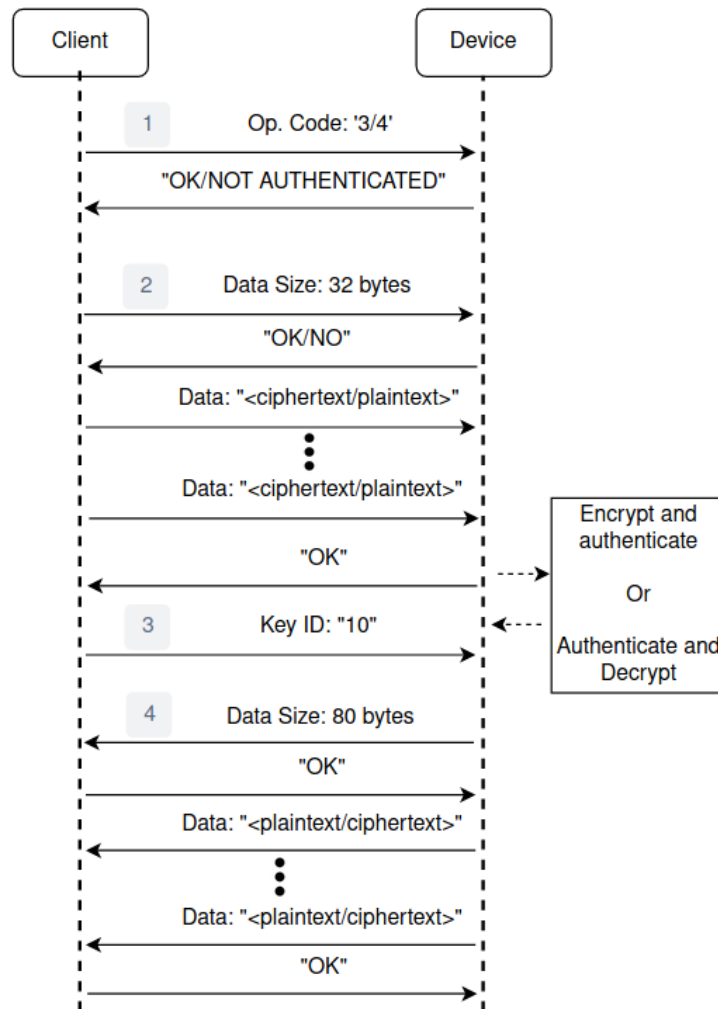 Client
Device
1
Op. Code: '3/4'
"OK/NOT AUTHENTICATED"
2
Data Size: 32 bytes
"OK/NO"
Data: "<ciphertext/plaintext>"
Data: "<ciphertext/plaintext>"
"OK"
Encrypt and
authenticate
Or
Authenticate and
Decrypt
3
Key ID: "10"
4
Data Size: 80 bytes
"OK"
Data: "<plaintext/ciphertext>"
Data: "<plaintext/ciphertext>"
"OK"